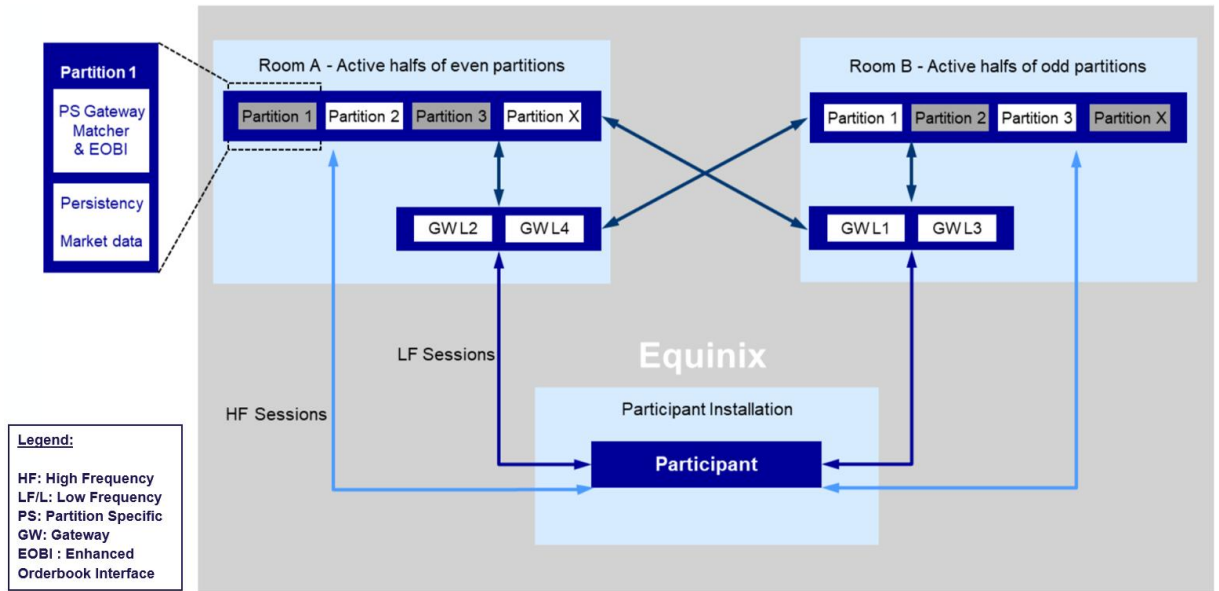 Partition 1
PS Gateway
Matcher
& EOBI
Persistency
Market data
Room A - Active halfs of even partitions
Partition 1
Partition 2
Partition 3
Partition X
GW L2
GW L4
Room B - Active halfs of odd partitions
Partition 1
Partition 2
Partition 3
Partition X
GW L1
GW L3
LF Sessions
HF Sessions
Equinix
Participant Installation
Participant
Legend:
HF: High Frequency
LF/L: Low Frequency
PS: Partition Specific
GW: Gateway
EOBI : Enhanced
Orderbook Interface